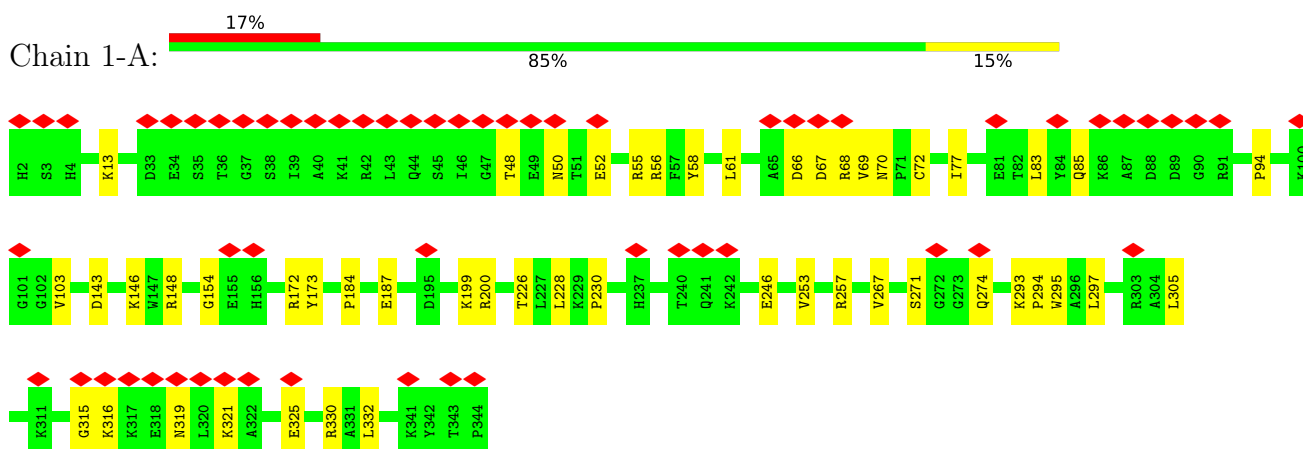 17%
Chain 1-A:
85% 15%
H2 S3 H4 K13 D33 E34 S35 T36 G37 S38 I39 A40 K41 R42 L43 Q44 S45 I46 G47 T48 E49 N50 T51 E52 R55 R56 F57 Y58 L61 A65 D66 D67 R68 V69 N70 P71 C72 I77 E81 T82 L83 Y84 Q85 K86 A87 D88 D89 G90 R91 P94 K100
G101 G102 V103 D143 K146 W147 R148 G154 E155 H156 R172 Y173 P184 E187 D195 K199 R200 T226 L227 L228 K229 P230 H237 T240 Q241 K242 E246 V253 R257 V267 S271 G272 G273 Q274 K293 P294 W295 A296 L297 R303 A304 L305
K311 G315 K316 K317 E318 N319 L320 K321 A322 E325 R330 A331 L332 K341 Y342 T343 P344